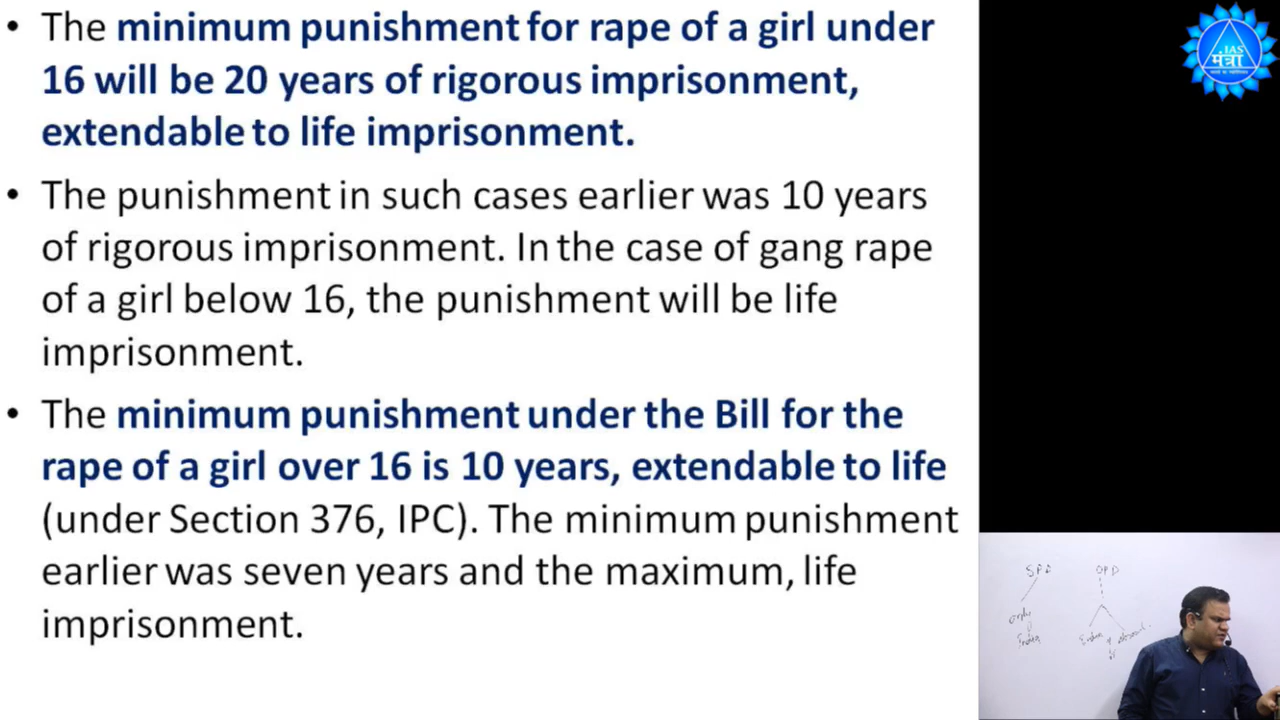 • The minimum punishment for rape of a girl under
16 will be 20 years of rigorous imprisonment,
extendable to life imprisonment.
• The punishment in such cases earlier was 10 years
of rigorous imprisonment. In the case of gang rape
of a girl below 16, the punishment will be life
imprisonment.
• The minimum punishment under the Bill for the
rape of a girl over 16 is 10 years, extendable to life
(under Section 376, IPC). The minimum punishment
earlier was seven years and the maximum, life
imprisonment.
IAS
मंत्रा
OPD
only
India